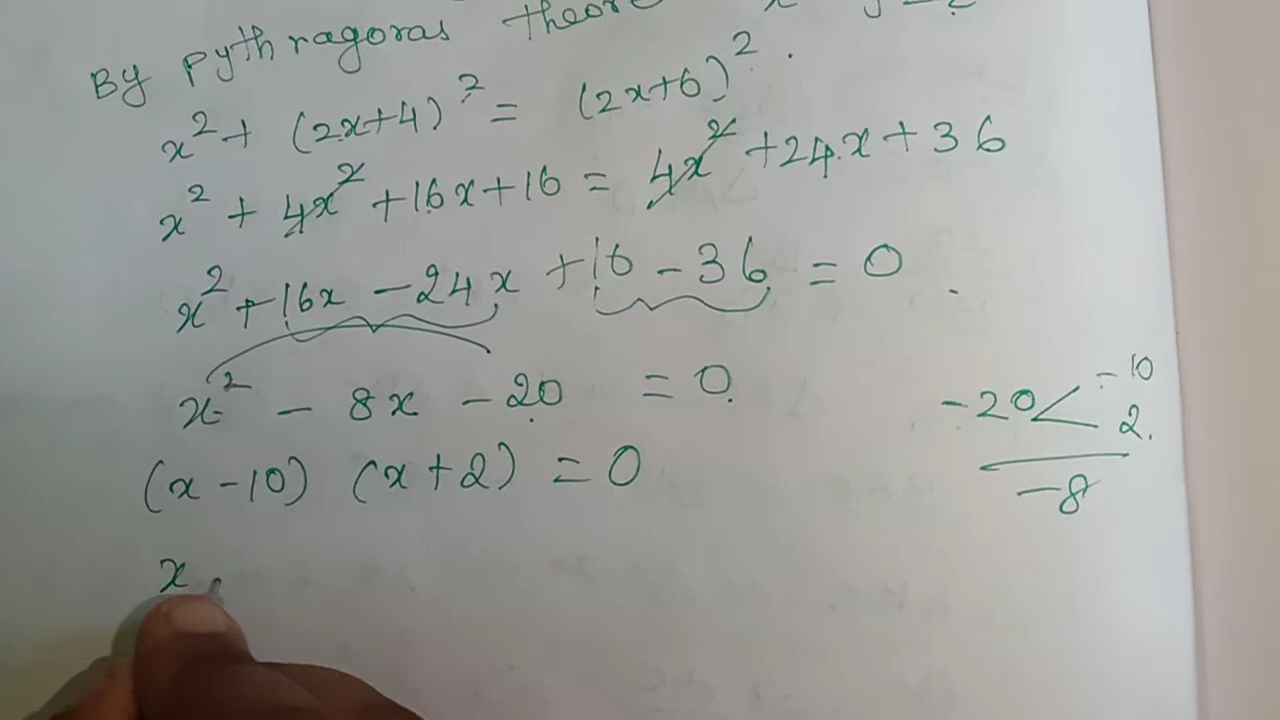 By pythragoras theore
x² + (2x+4)² = (2x+6)² .
x² + 4x² + 16x + 16 = 4x² + 24x + 36
x² + 16x - 24x + 16 - 36 = 0 .
x² - 8x - 20 = 0
-20 < -10
2
-8
(x - 10) (x + 2) = 0
x